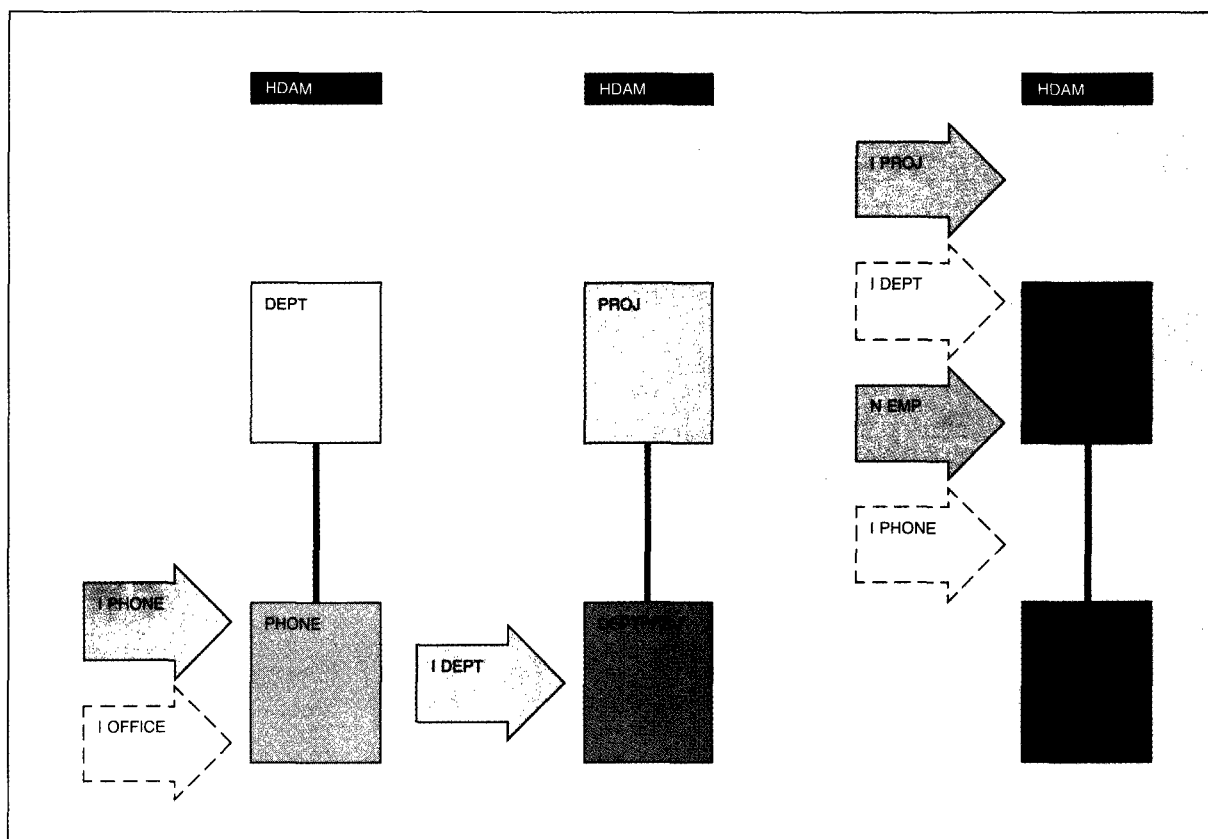 HDAM
HDAM
HDAM
I PROJ
I DEPT
N EMP
I PHONE
DEPT
PROJ
I PHONE
I OFFICE
PHONE
I DEPT